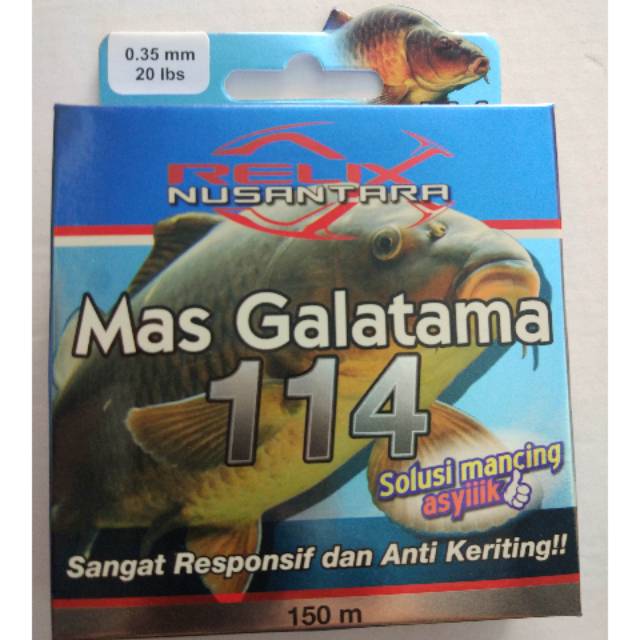 0.35 mm
20 lbs
RELIX
NUSANTARA
Mas Galatama
114
Solusi mancing
asyiiik
Sangat Responsif dan Anti Keriting!!
150 m